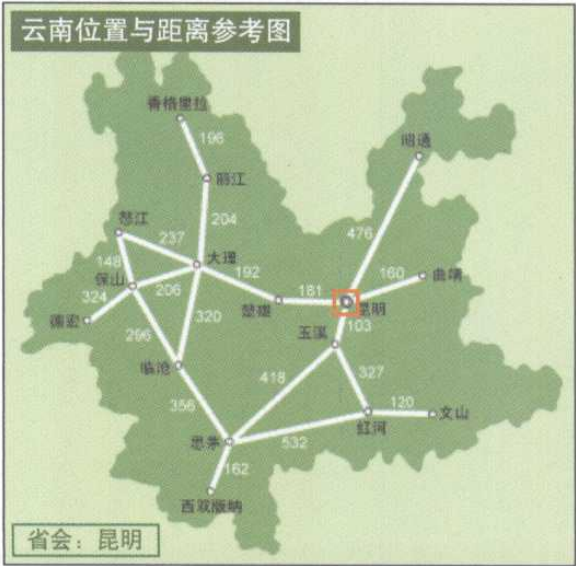 云南位置与距离参考图
香格里拉
196
昭通
丽江
204
476
怒江
237
148
大理
保山
206
192
160
曲靖
324
楚雄
181
昆明
德宏
320
103
296
玉溪
临沧
418
327
356
120
思茅
红河
文山
532
162
西双版纳
省会：昆明